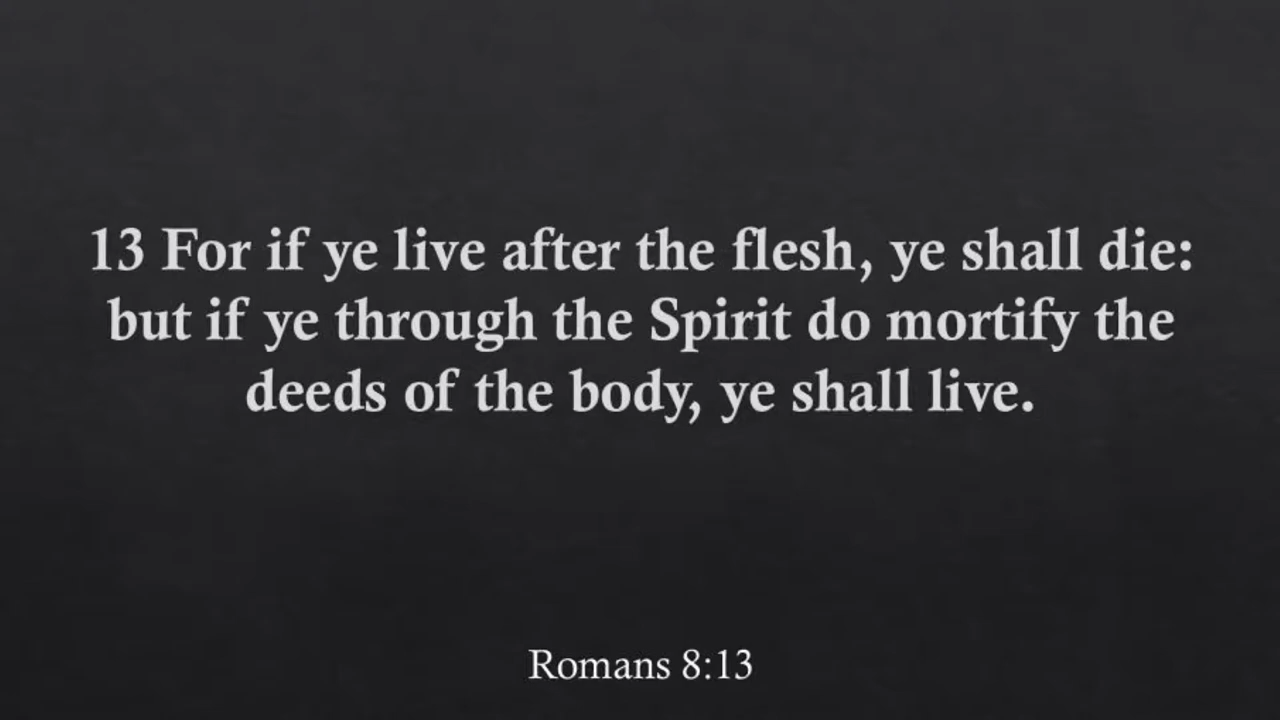 13 For if ye live after the flesh, ye shall die:
but if ye through the Spirit do mortify the
deeds of the body, ye shall live.
Romans 8:13